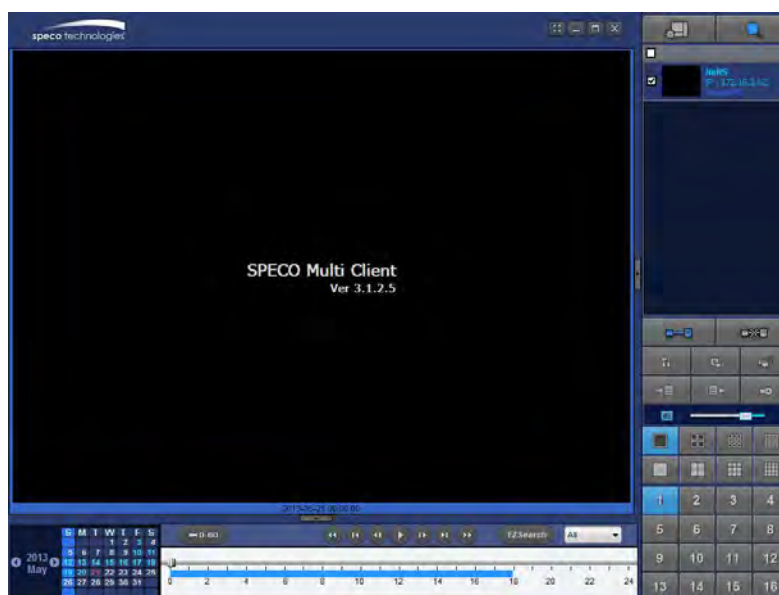 speco technologies
SPECO Multi Client
Ver 3.1.2.5
1 2 3 4
5 6 7 8
9 10 11 12
13 14 15 16
S M T W T F S
1 2 3 4
5 6 7 8 9 10 11
2013
May
12 13 14 15 16 17 18
19 20 21 22 23 24 25
26 27 28 29 30 31
EZSearch
All
0 2 4 6 8 10 12 14 16 18 20 22 24